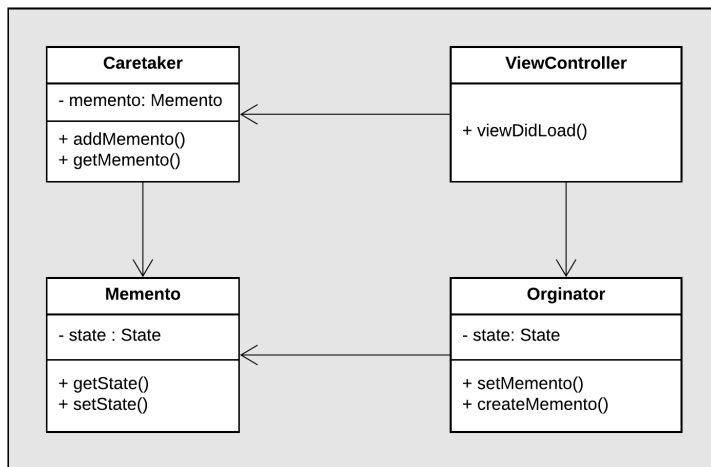 Caretaker
- memento: Memento
+ addMemento()
+ getMemento()
ViewController
+ viewDidLoad()
Memento
- state : State
+ getState()
+ setState()
Orginator
- state: State
+ setMemento()
+ createMemento()